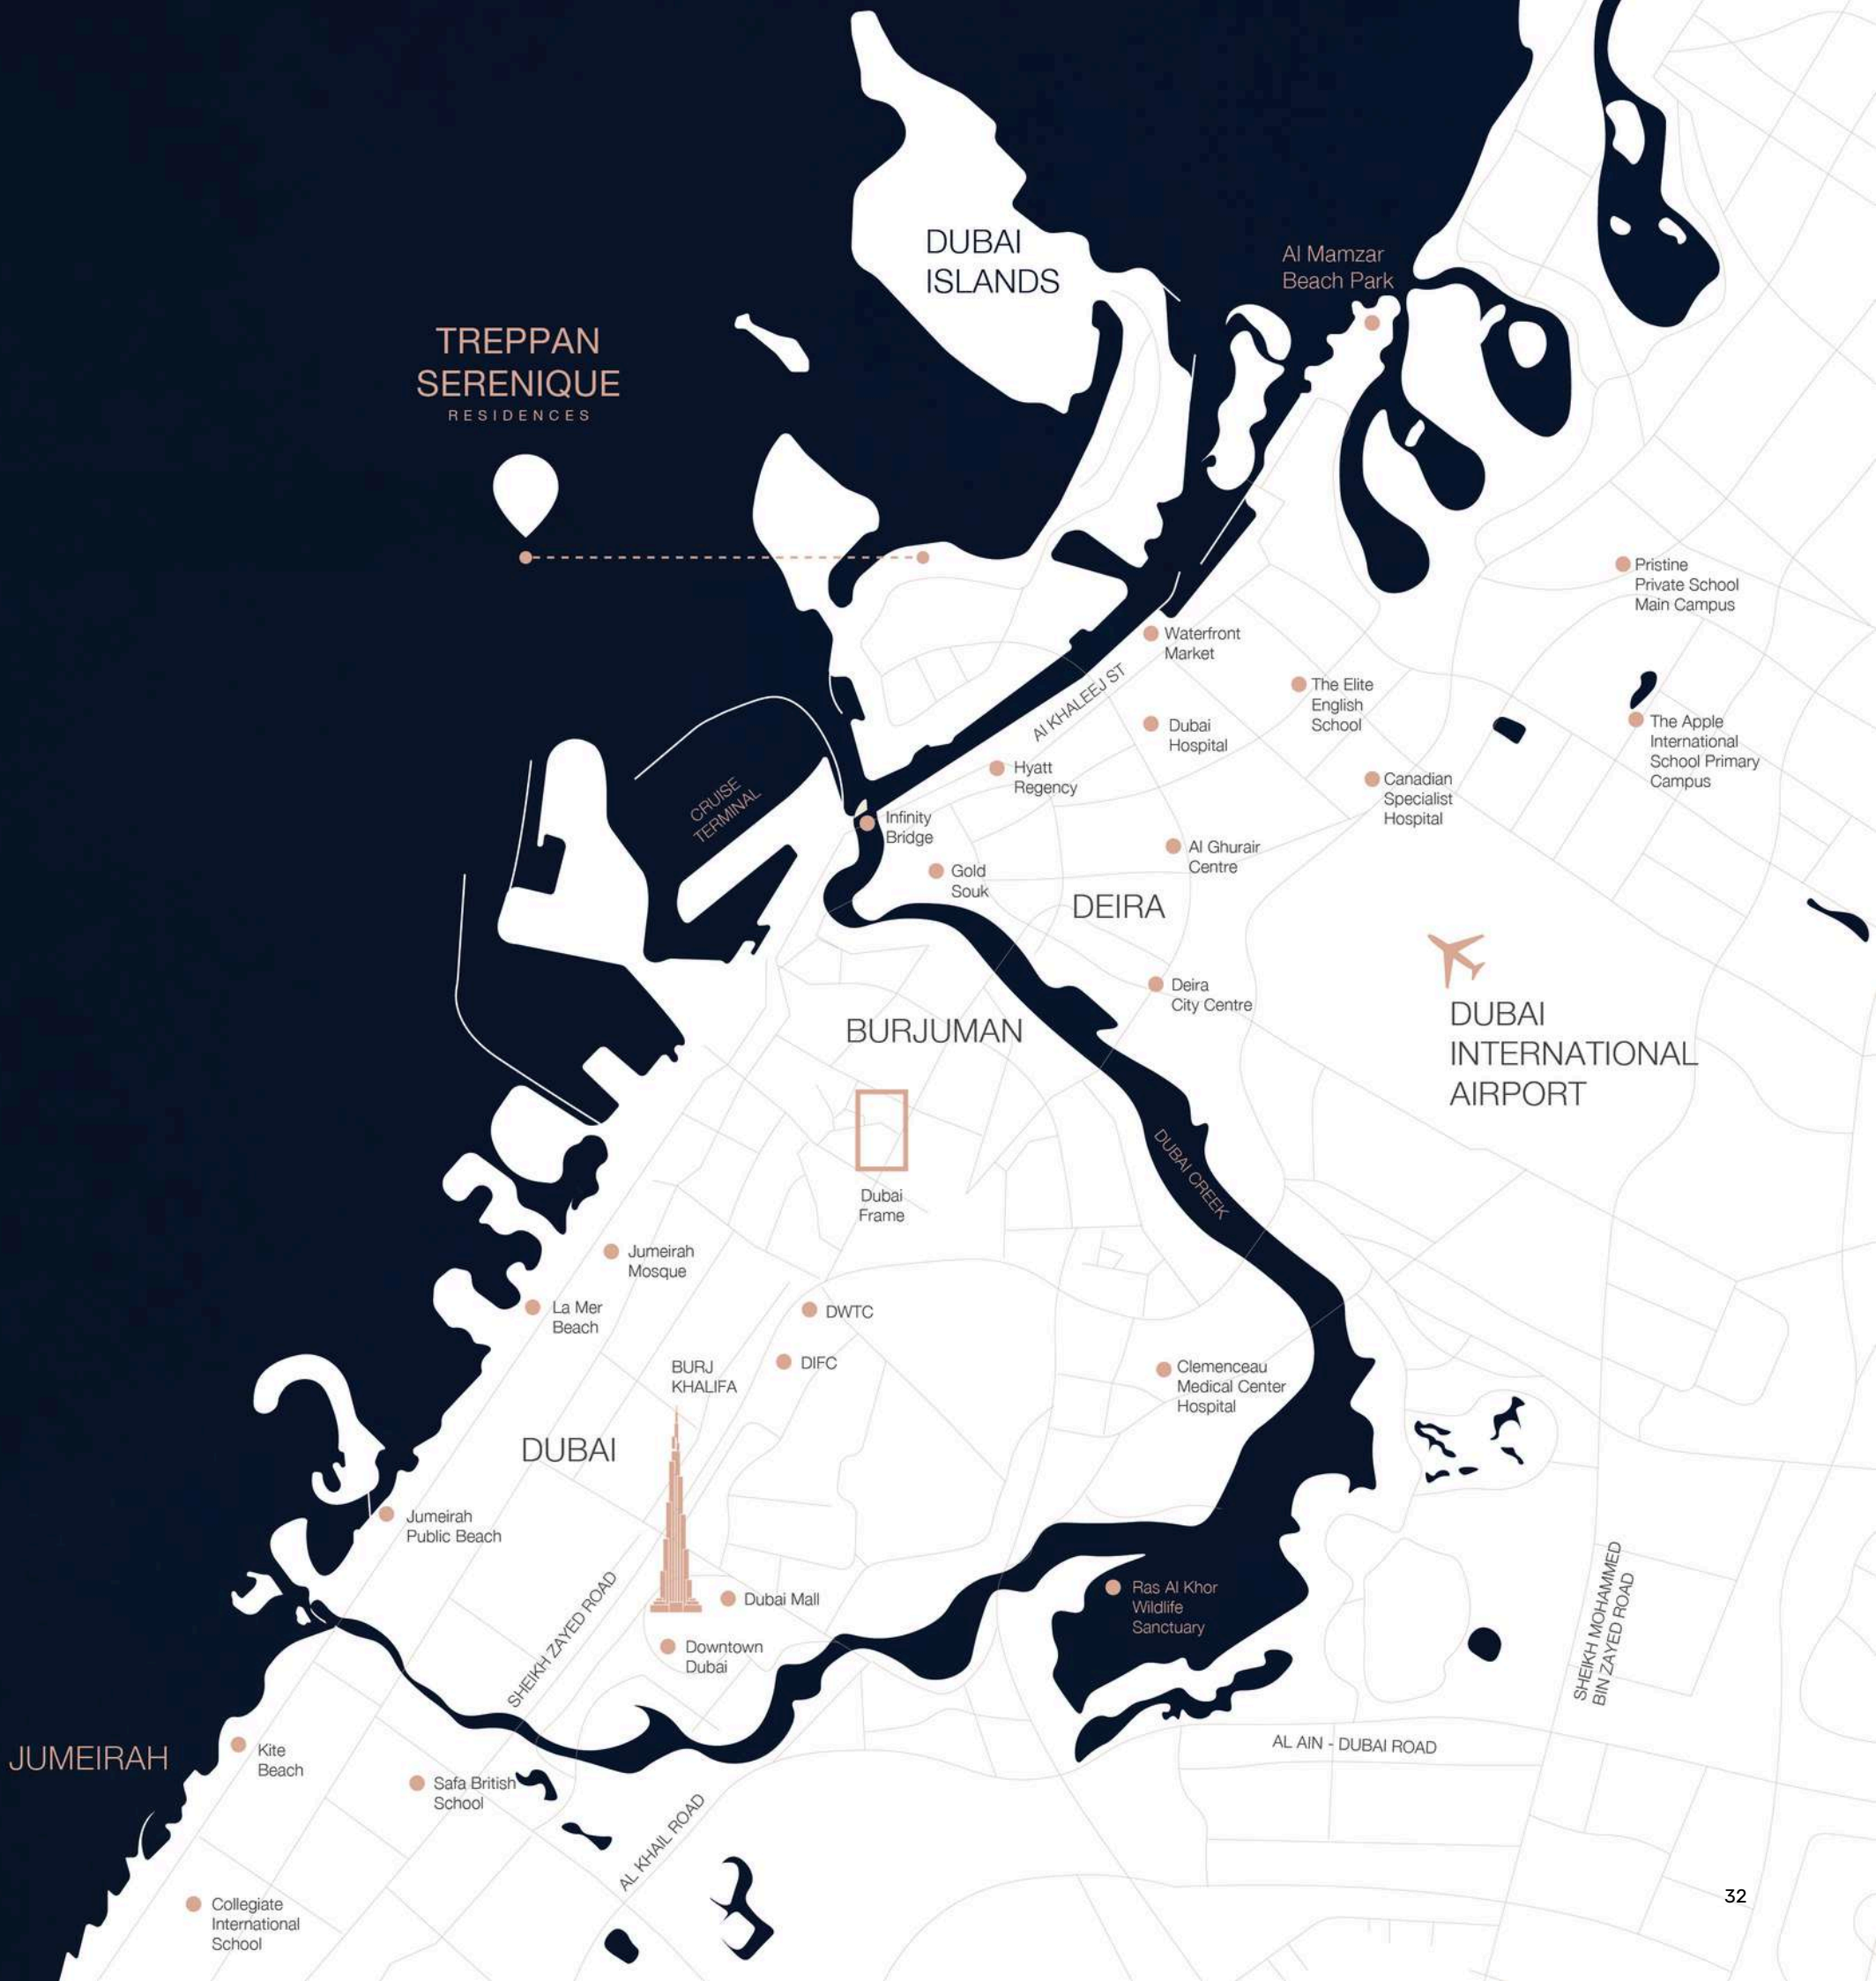 DUBAI
ISLANDS
Al Mamzar
Beach Park
TREPPAN
SERENIQUE
RESIDENCES
Pristine
Private School
Main Campus
Waterfront
Market
Al KHALEEJ ST
The Elite
English
School
Dubai
Hospital
The Apple
International
School Primary
Campus
Hyatt
Regency
Canadian
Specialist
Hospital
CRUISE
TERMINAL
Infinity
Bridge
Al Ghurair
Centre
Gold
Souk
DEIRA
Deira
City Centre
DUBAI
INTERNATIONAL
AIRPORT
BURJUMAN
DUBAI CREEK
Dubai
Frame
Jumeirah
Mosque
La Mer
Beach
DWTC
BURJ
KHALIFA
DIFC
Clemenceau
Medical Center
Hospital
DUBAI
Jumeirah
Public Beach
SHEIKH ZAYED ROAD
Dubai Mall
Downtown
Dubai
Ras Al Khor
Wildlife
Sanctuary
SHEIKH MOHAMMED
BIN ZAYED ROAD
AL AIN - DUBAI ROAD
JUMEIRAH
Kite
Beach
Safa British
School
AL KHAIL ROAD
Collegiate
International
School
32